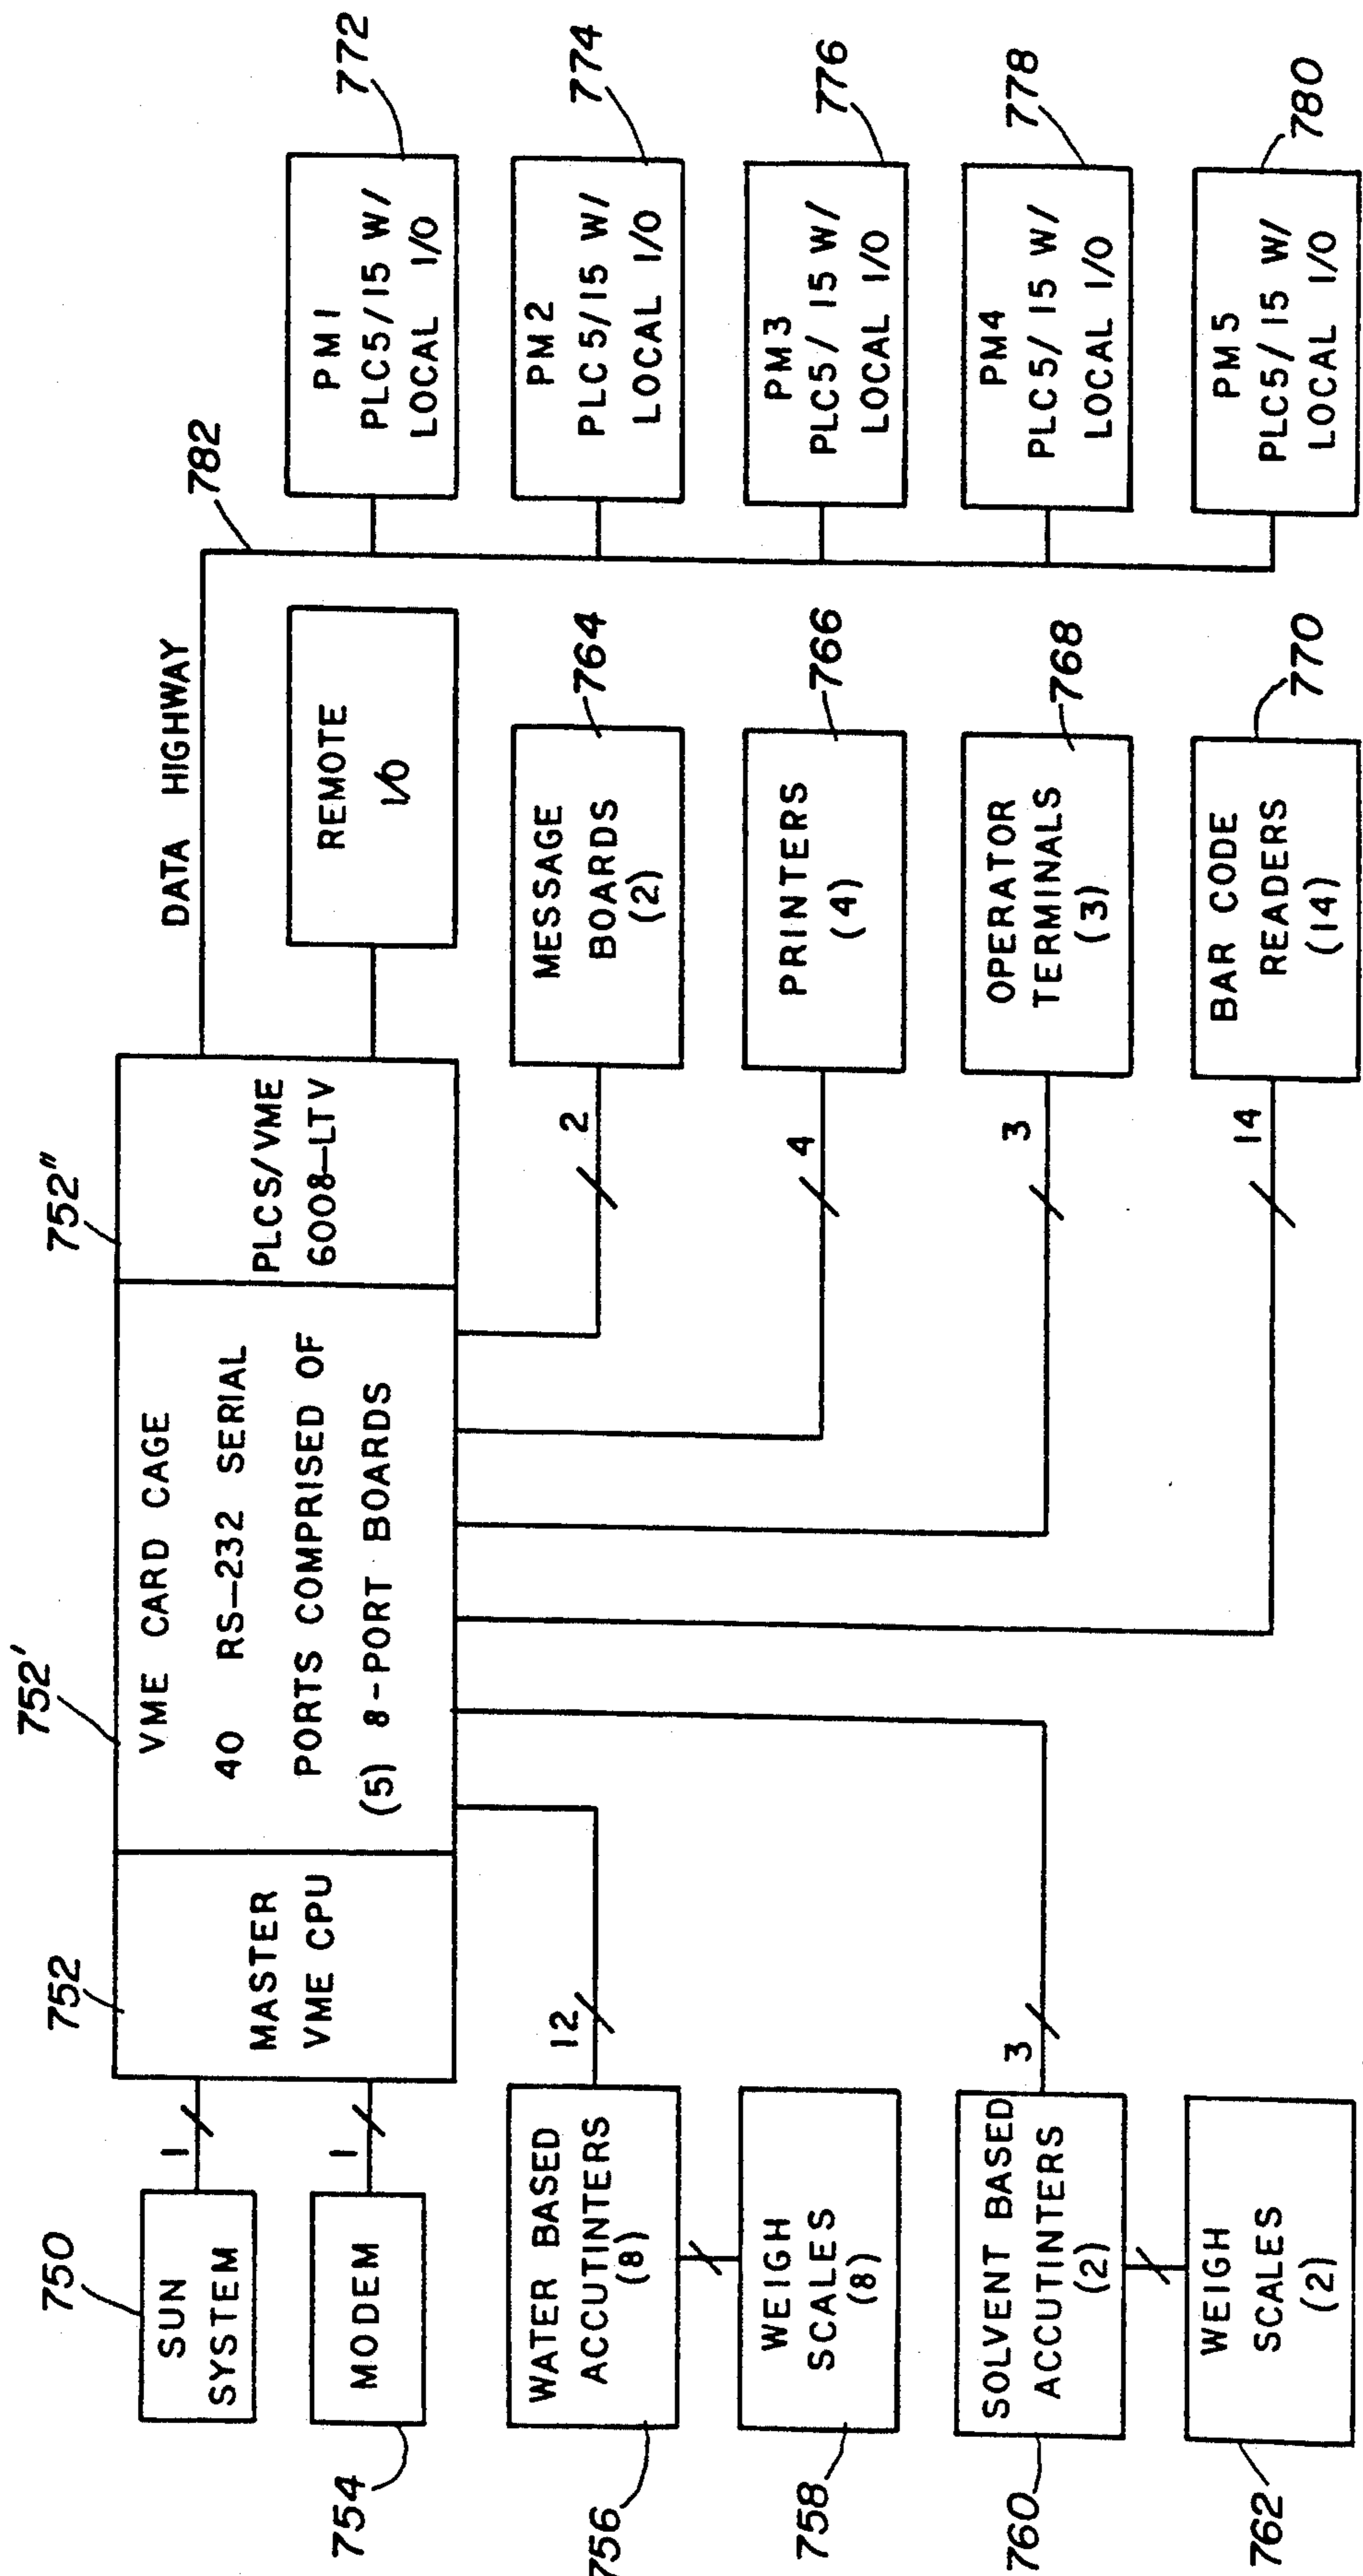 750
SUN
SYSTEM
1
MODEM
1
754
752
MASTER
VME CPU
752'
VME CARD CAGE
40 RS-232 SERIAL
PORTS COMPRISED OF
(5) 8-PORT BOARDS
752"
PLCS/VME
6008-LTV
DATA HIGHWAY
782
REMOTE
I/O
PM1
PLC5/15 W/
LOCAL I/O
772
PM2
PLC5/15 W/
LOCAL I/O
774
PM3
PLC5/15 W/
LOCAL I/O
776
PM4
PLC5/15 W/
LOCAL I/O
778
PM5
PLC5/15 W/
LOCAL I/O
780
WATER BASED
ACCUTINTERS
(8)
12
756
WEIGH
SCALES
(8)
758
SOLVENT BASED
ACCUTINTERS
(2)
3
760
WEIGH
SCALES
(2)
762
2
MESSAGE
BOARDS
(2)
764
4
PRINTERS
(4)
766
3
OPERATOR
TERMINALS
(3)
768
14
BAR CODE
READERS
(14)
770